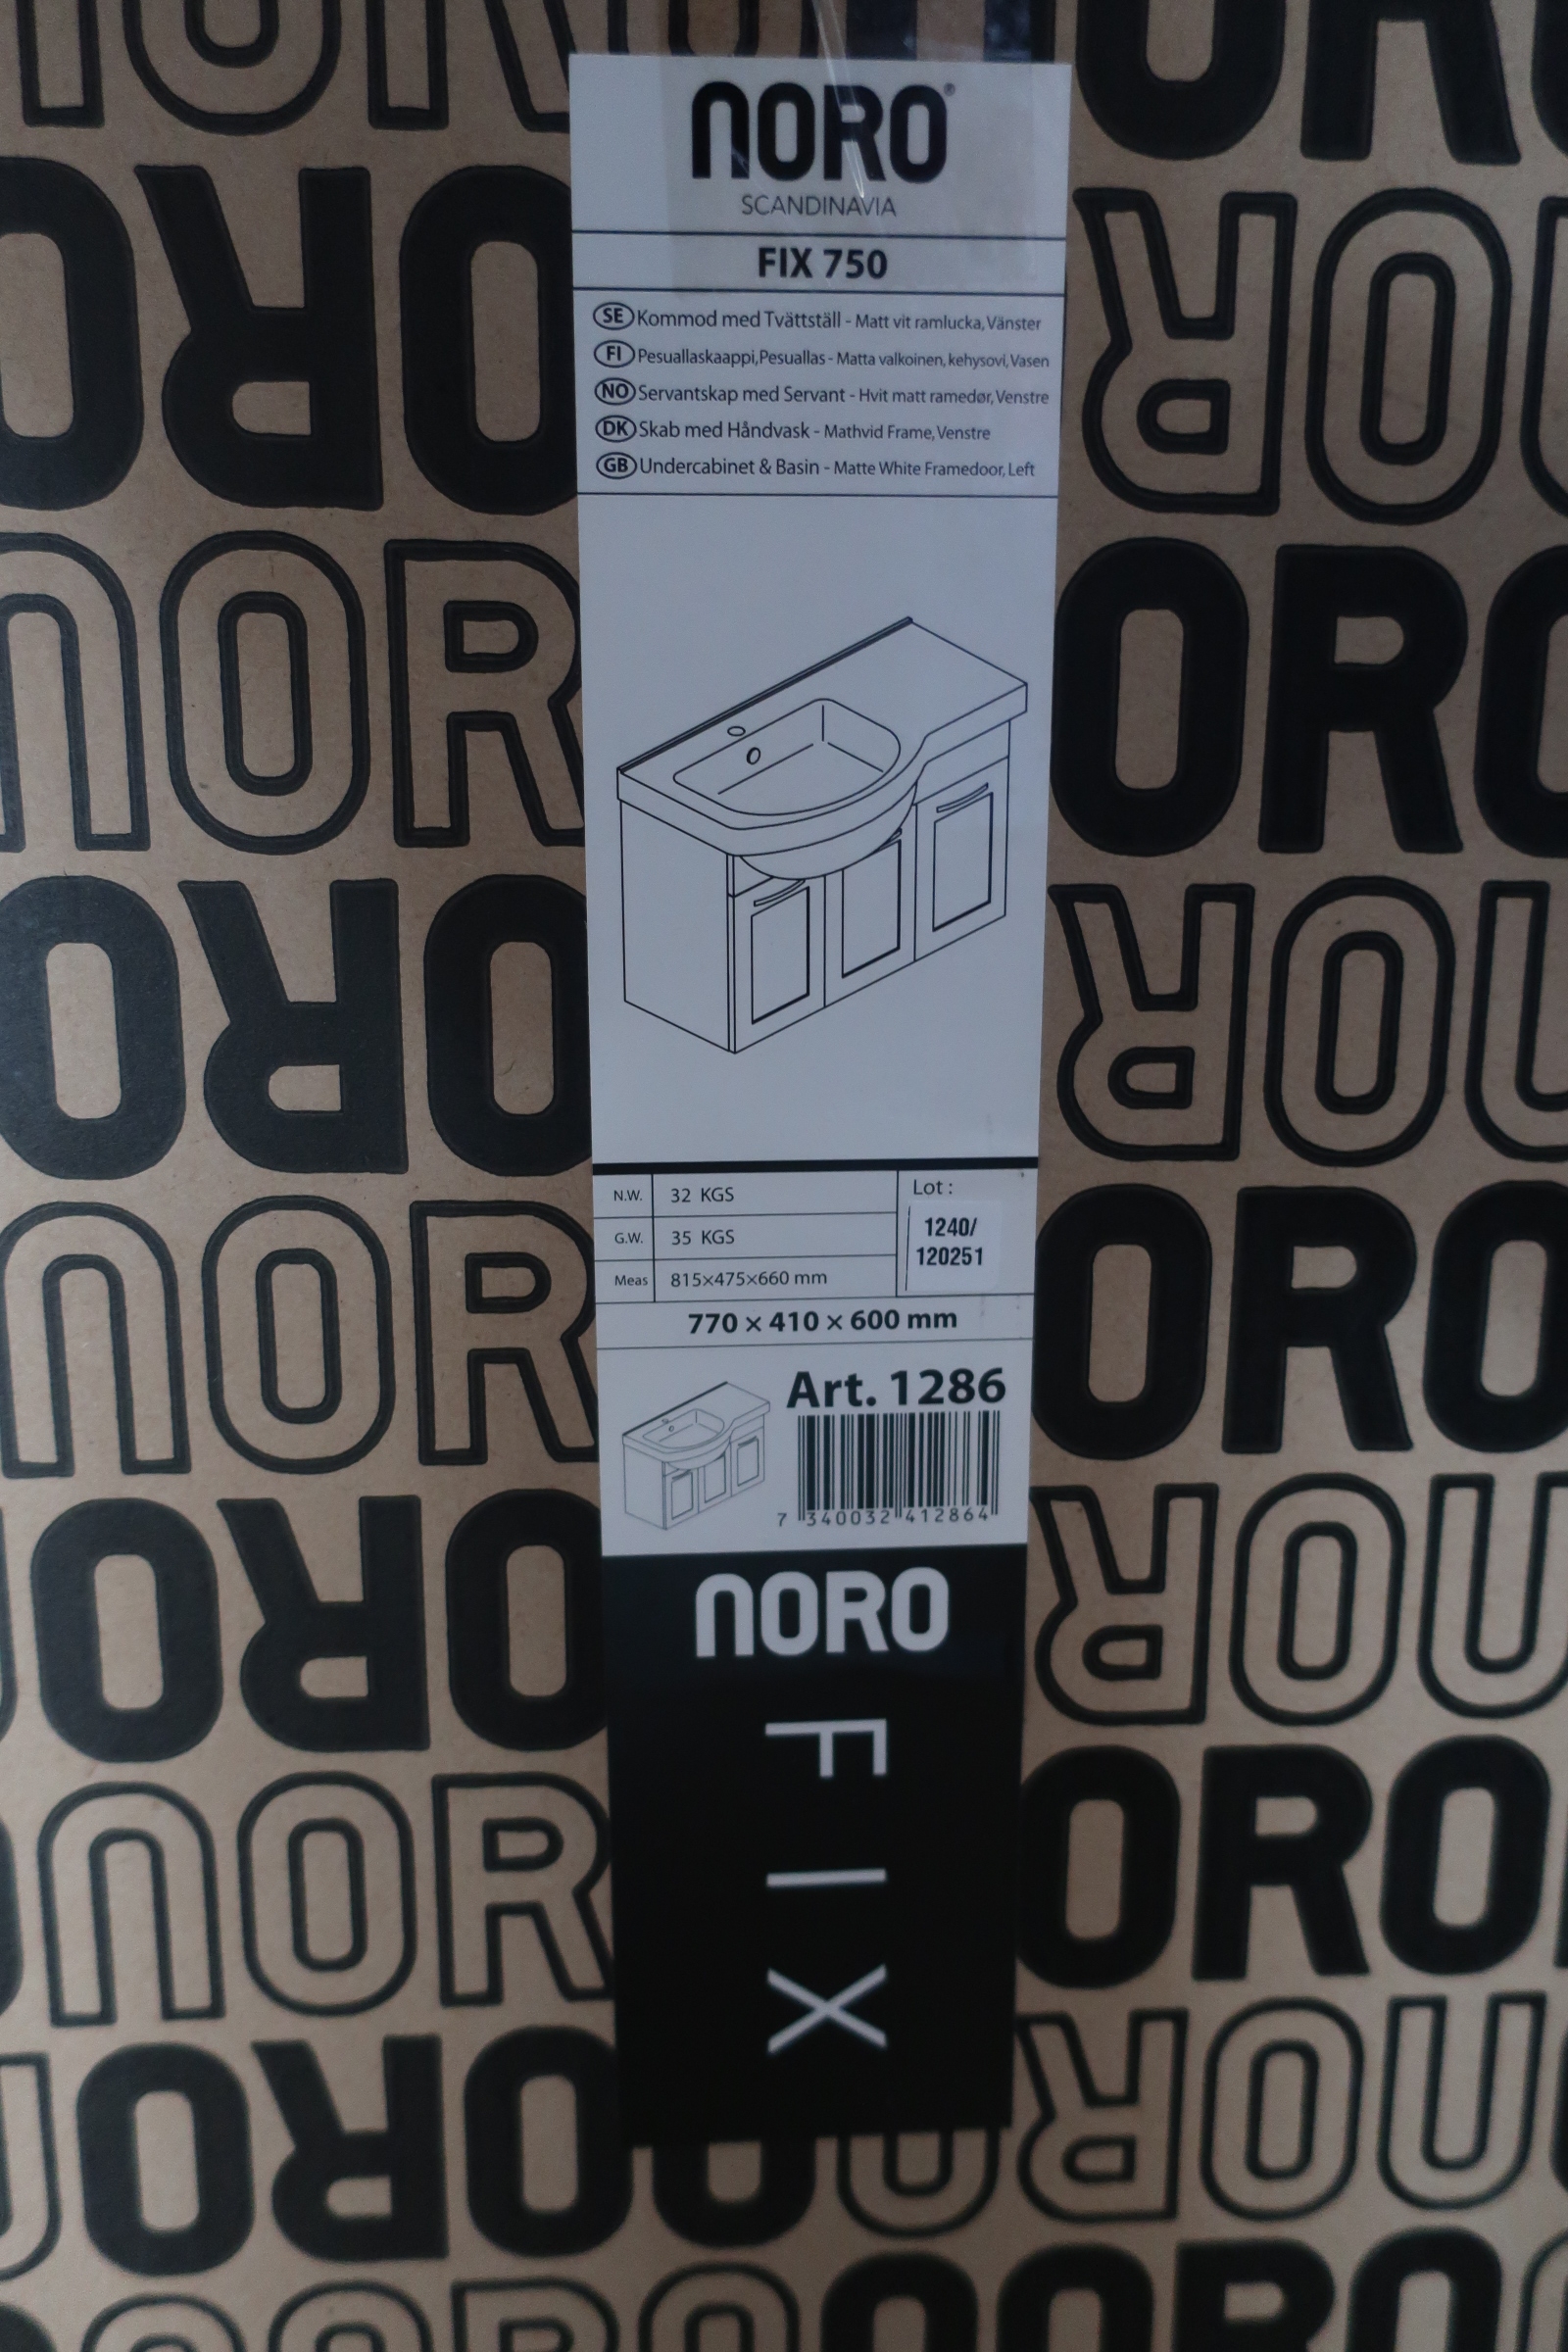 NORO®
SCANDINAVIA
FIX 750
SE Kommod med Tvättställ - Matt vit ramlucka, Vänster
FI Pesuallaskaappi,Pesuallas - Matta valkoinen, kehysovi, Vasen
NO Servantskap med Servant - Hvit matt ramedør, Venstre
DK Skab med Håndvask - Mathvid Frame, Venstre
GB Undercabinet & Basin - Matte White Framedoor, Left
N.W. 32 KGS
G.W. 35 KGS
Meas 815×475×660 mm
Lot :
1240/
120251
770 × 410 × 600 mm
Art. 1286
7 340032 412864
NORO
FIX